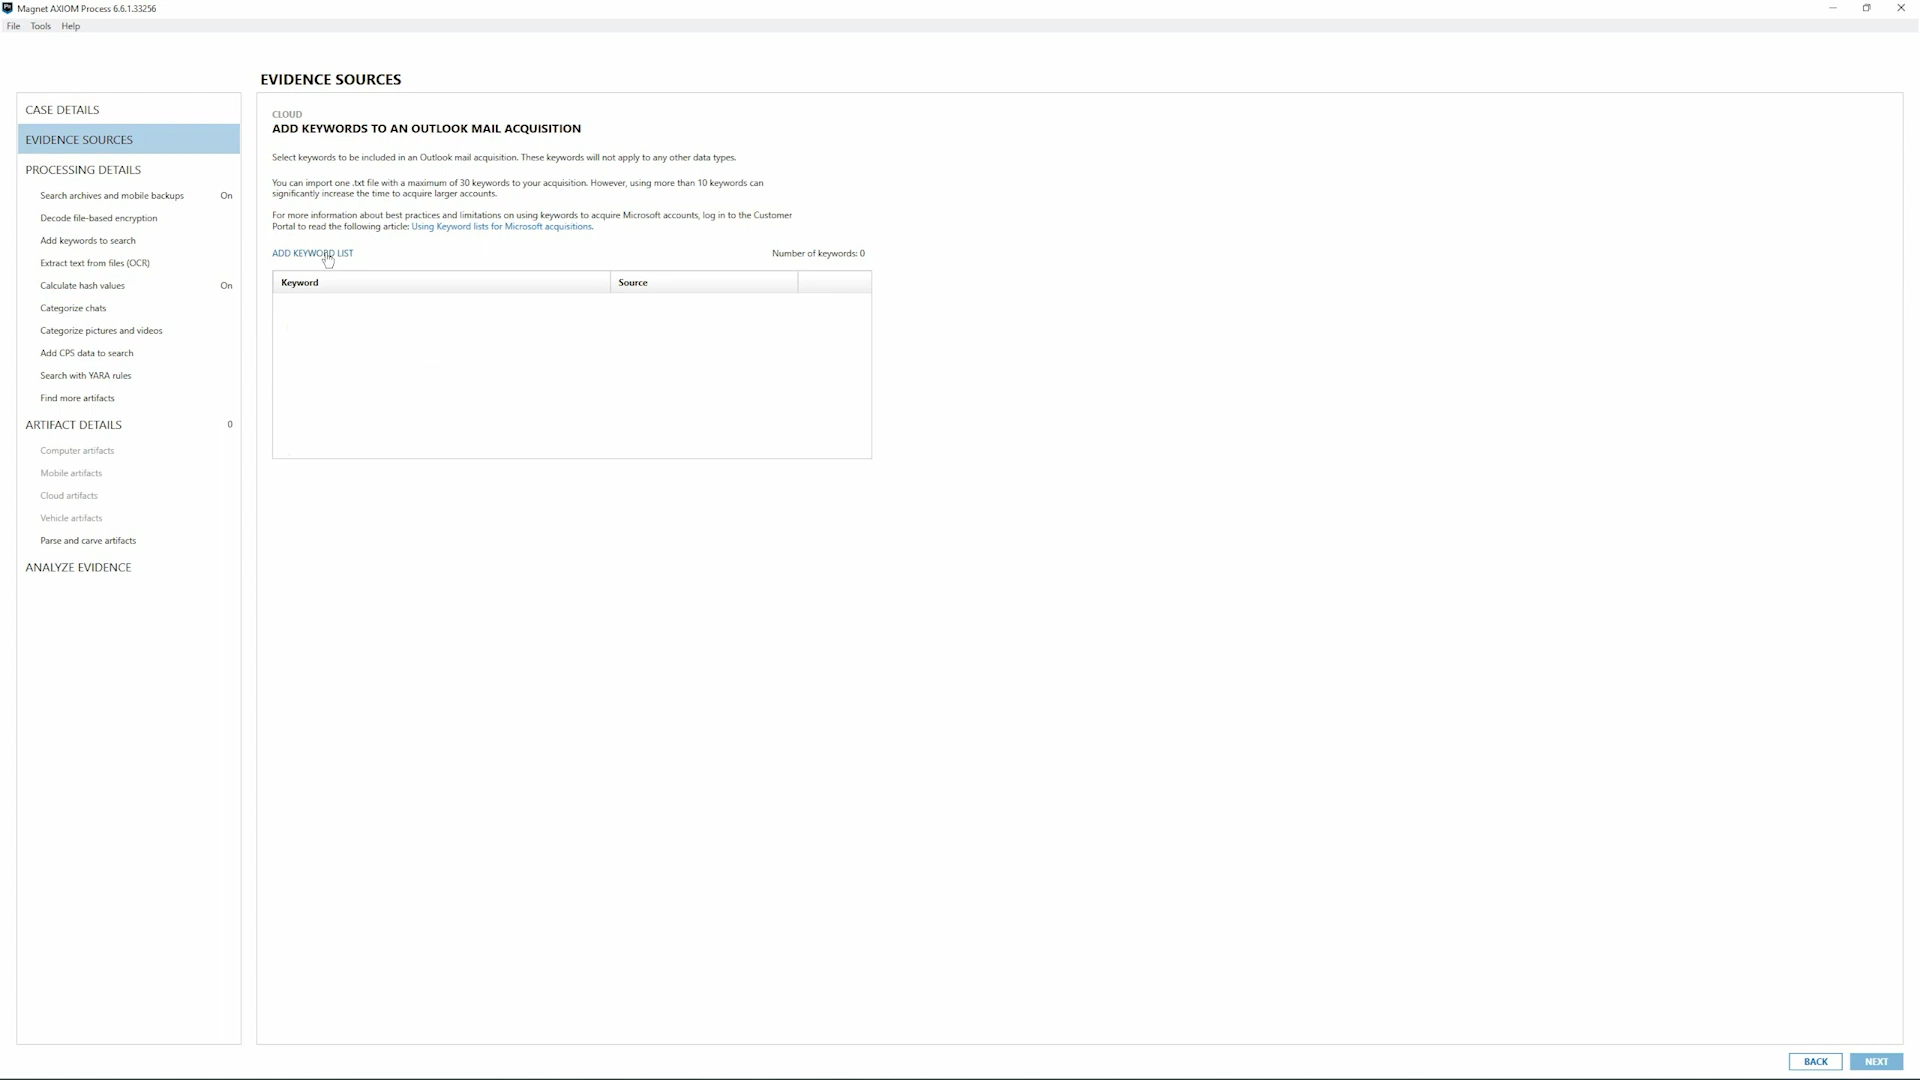 Magnet AXIOM Process 6.6.1.33256
File Tools Help
EVIDENCE SOURCES
CASE DETAILS
EVIDENCE SOURCES
PROCESSING DETAILS
Search archives and mobile backups On
Decode file-based encryption
Add keywords to search
Extract text from files (OCR)
Calculate hash values On
Categorize chats
Categorize pictures and videos
Add CPS data to search
Search with YARA rules
Find more artifacts
ARTIFACT DETAILS 0
Computer artifacts
Mobile artifacts
Cloud artifacts
Vehicle artifacts
Parse and carve artifacts
ANALYZE EVIDENCE
CLOUD
ADD KEYWORDS TO AN OUTLOOK MAIL ACQUISITION
Select keywords to be included in an Outlook mail acquisition. These keywords will not apply to any other data types.
You can import one .txt file with a maximum of 30 keywords to your acquisition. However, using more than 10 keywords can
significantly increase the time to acquire larger accounts.
For more information about best practices and limitations on using keywords to acquire Microsoft accounts, log in to the Customer
Portal to read the following article: Using Keyword lists for Microsoft acquisitions.
ADD KEYWORD LIST Number of keywords: 0
Keyword Source
BACK NEXT